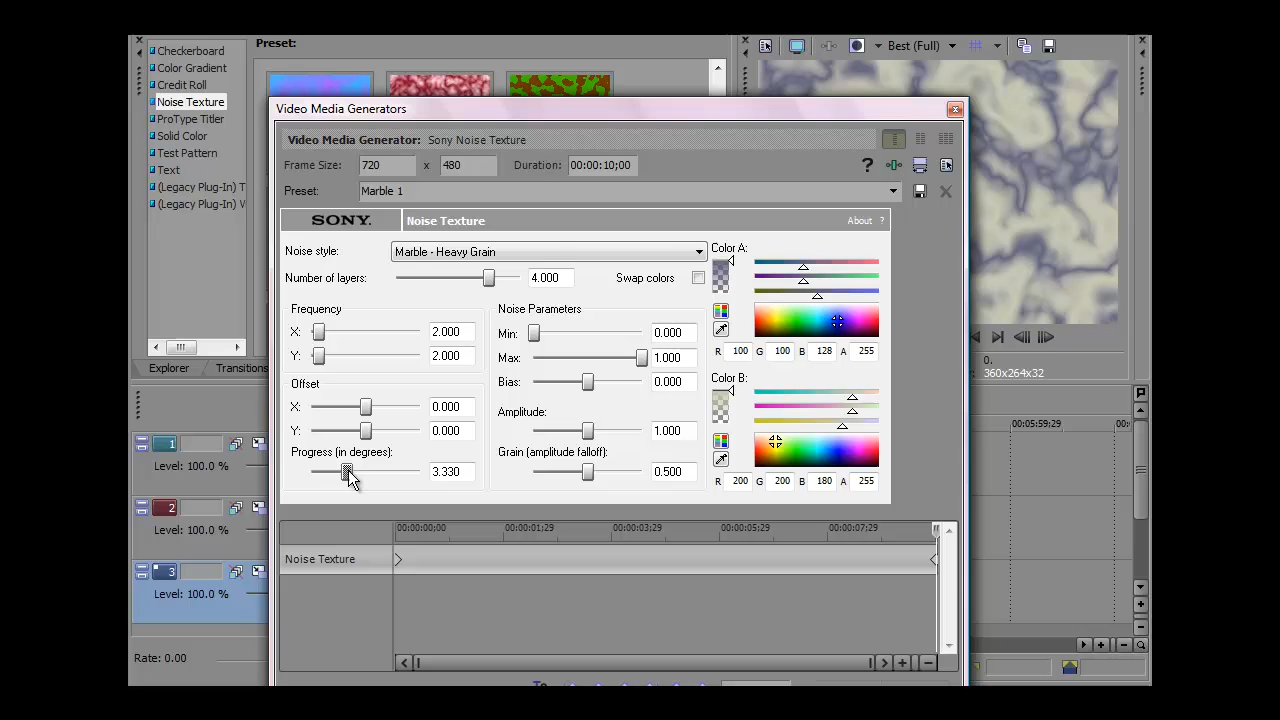 Checkerboard
Color Gradient
Credit Roll
Noise Texture
ProType Titler
Solid Color
Test Pattern
Text
(Legacy Plug-In) T
(Legacy Plug-In) V
Explorer
Transitions
Preset:
Best (Full)
Video Media Generators
Video Media Generator: Sony Noise Texture
Frame Size: 720 x 480 Duration: 00:00:10;00
?
Preset: Marble 1
SONY. Noise Texture About ?
Noise style: Marble - Heavy Grain
Number of layers: 4.000 Swap colors
Frequency
X: 2.000
Y: 2.000
Offset
X: 0.000
Y: 0.000
Progress (in degrees):
3.330
Noise Parameters
Min: 0.000
Max: 1.000
Bias: 0.000
Amplitude:
1.000
Grain (amplitude falloff):
0.500
Color A:
R 100 G 100 B 128 A 255
Color B:
R 200 G 200 B 180 A 255
00:00:00;00 00:00:01;29 00:00:03;29 00:00:05;29 00:00:07;29
Noise Texture
1
Level: 100.0 %
2
Level: 100.0 %
3
Level: 100.0 %
Rate: 0.00
0.
360x264x32
00:05:59;29